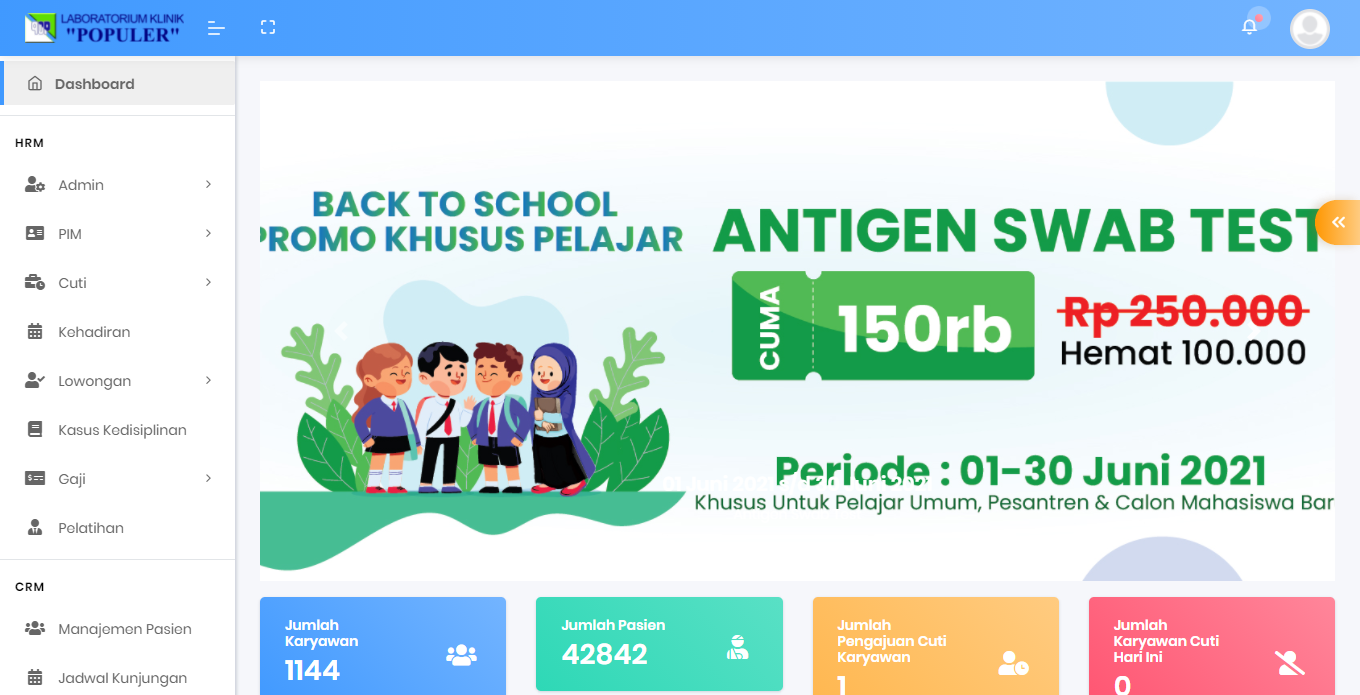 LABORATORIUM KLINIK
"POPULER"
Dashboard
HRM
Admin
PIM
Cuti
Kehadiran
Lowongan
Kasus Kedisiplinan
Gaji
Pelatihan
CRM
Manajemen Pasien
Jadwal Kunjungan
BACK TO SCHOOL
PROMO KHUSUS PELAJAR
ANTIGEN SWAB TEST
CUMA
150rb
Rp 250.000
Hemat 100.000
Periode : 01-30 Juni 2021
Khusus Untuk Pelajar Umum, Pesantren & Calon Mahasiswa Bar
Jumlah
Karyawan
1144
Jumlah Pasien
42842
Jumlah
Pengajuan Cuti
Karyawan
1
Jumlah
Karyawan Cuti
Hari Ini
0